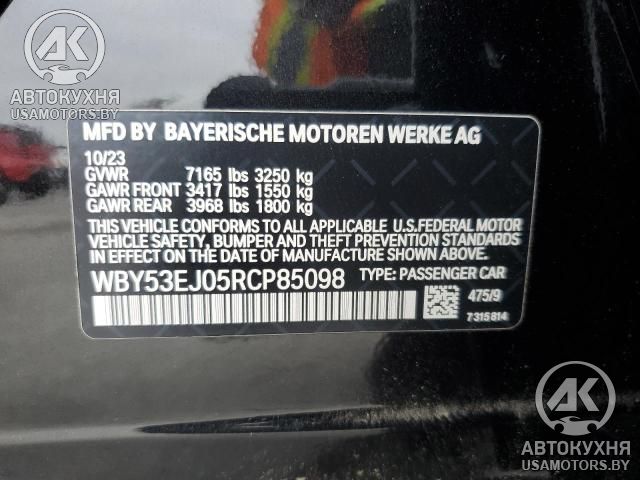 AK
АВТОКУХНЯ
USAMOTORS.BY
MFD BY BAYERISCHE MOTOREN WERKE AG
10/23
GVWR 7165 lbs 3250 kg
GAWR FRONT 3417 lbs 1550 kg
GAWR REAR 3968 lbs 1800 kg
THIS VEHICLE CONFORMS TO ALL APPLICABLE U.S.FEDERAL MOTOR
VEHICLE SAFETY, BUMPER AND THEFT PREVENTION STANDARDS
IN EFFECT ON THE DATE OF MANUFACTURE SHOWN ABOVE.
WBY53EJ05RCP85098 TYPE: PASSENGER CAR
475/9
7315814
AK
АВТОКУХНЯ
USAMOTORS.BY